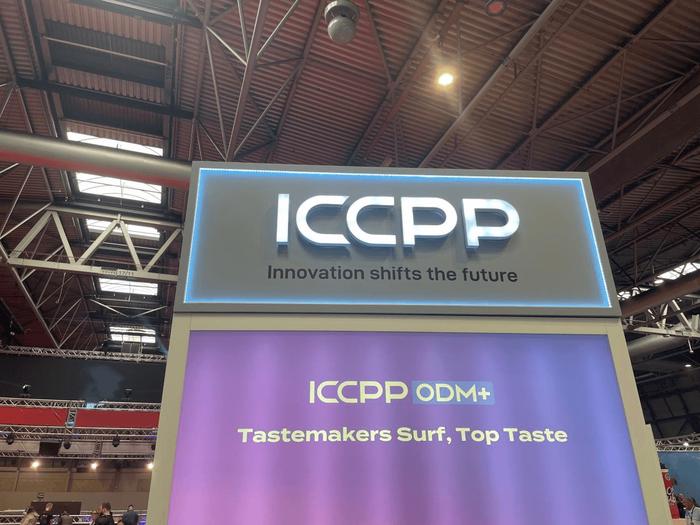 ICCPP
Innovation shifts the future
ICCPP ODM+
Tastemakers Surf, Top Taste